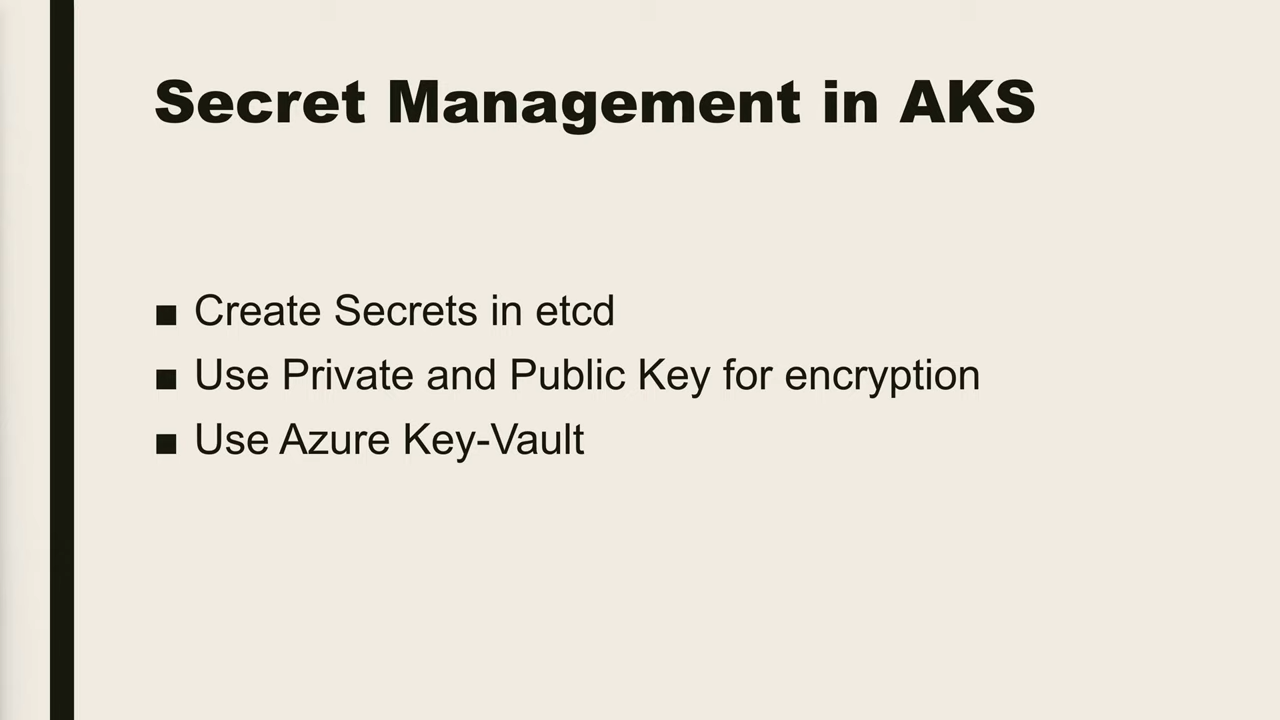 Secret Management in AKS
■ Create Secrets in etcd
■ Use Private and Public Key for encryption
■ Use Azure Key-Vault